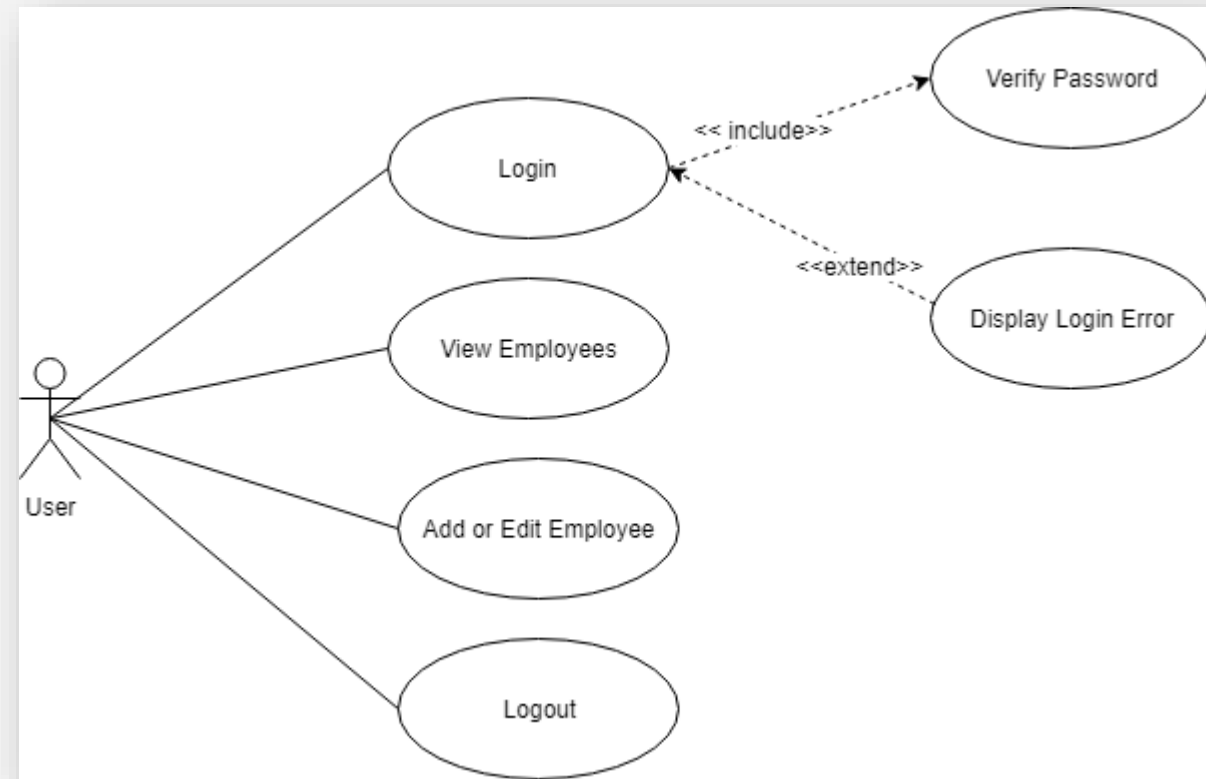 Verify Password
<< include>>
Login
<<extend>>
Display Login Error
View Employees
User
Add or Edit Employee
Logout